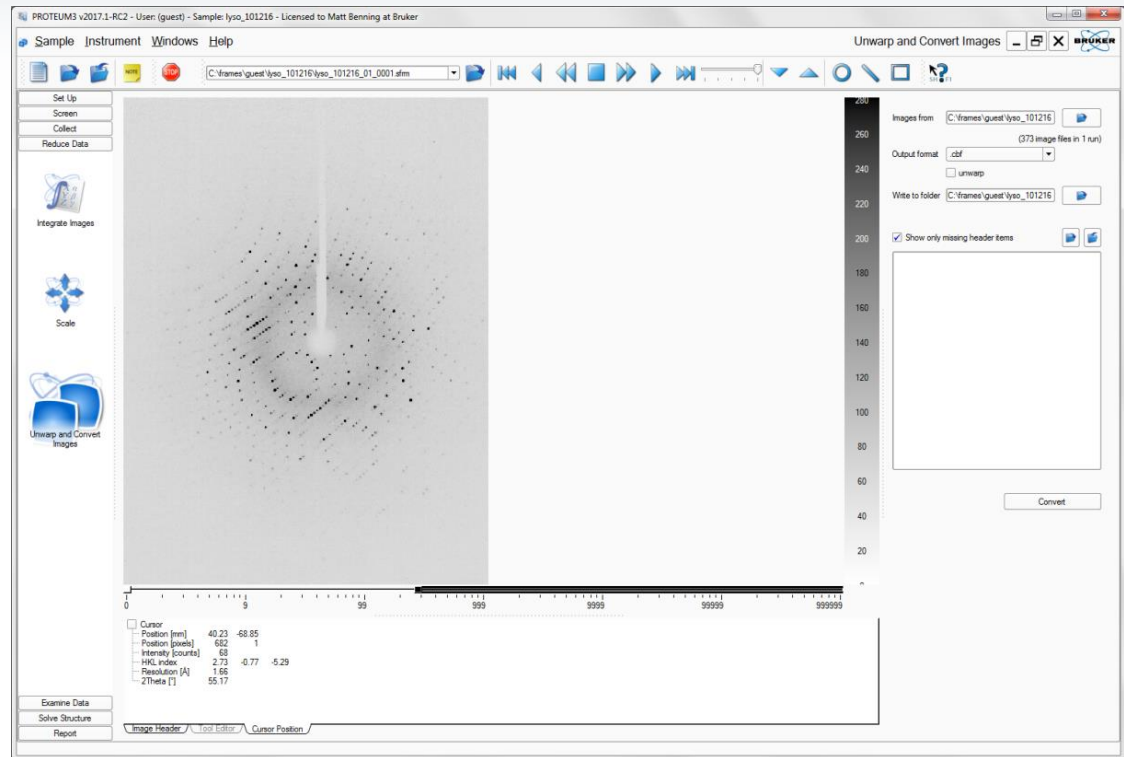 PROTEUM3 v2017.1-RC2 - User: (guest) - Sample: lyso_101216 - Licensed to Matt Benning at Bruker
Sample Instrument Windows Help
Unwarp and Convert Images
BRUKER
NOTE
STOP
C:\frames\guest\lyso_101216\lyso_101216_01_0001.sfrm
SH FI
Set Up
Screen
Collect
Reduce Data
Integrate Images
Scale
Unwarp and Convert
Images
Examine Data
Solve Structure
Report
280
260
240
220
200
180
160
140
120
100
80
60
40
20
0 9 99 999 9999 99999 999999
Cursor
Position [mm] 40.23 -68.85
Position [pixels] 682 1
Intensity [counts] 68
HKL index 2.73 -0.77 -5.29
Resolution [Å] 1.66
2Theta [°] 55.17
Image Header
Tool Editor
Cursor Position
Images from C:\frames\guest\lyso_101216
(373 image files in 1 run)
Output format .cbf
unwarp
Write to folder C:\frames\guest\lyso_101216
Show only missing header items
Convert